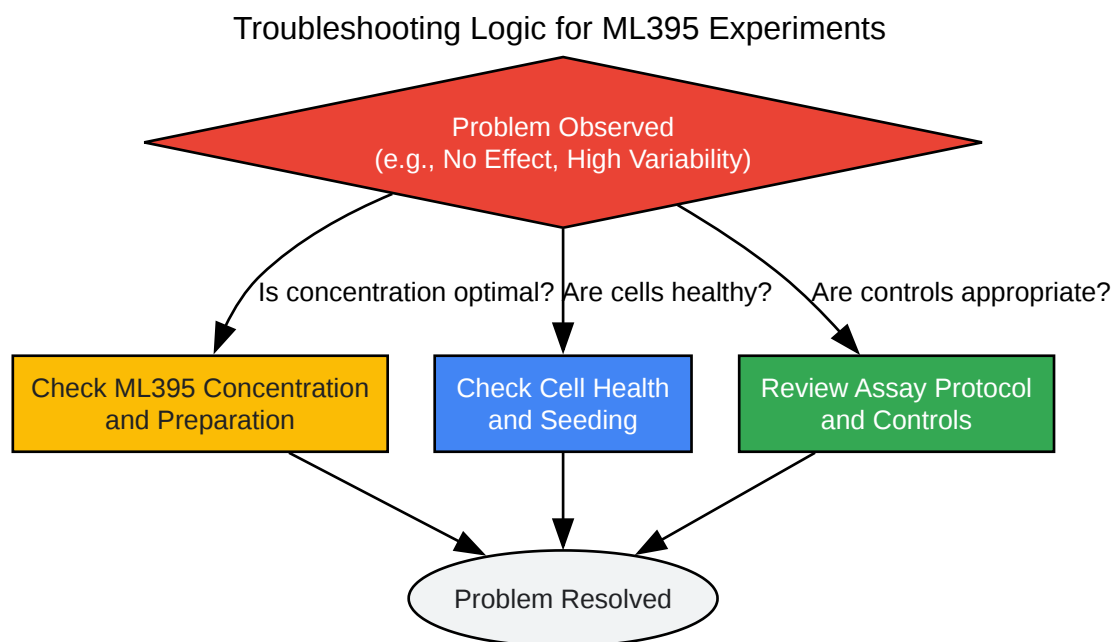 Troubleshooting Logic for ML395 Experiments
Problem Observed
(e.g., No Effect, High Variability)
Is concentration optimal?
Are cells healthy?
Are controls appropriate?
Check ML395 Concentration
and Preparation
Check Cell Health
and Seeding
Review Assay Protocol
and Controls
Problem Resolved